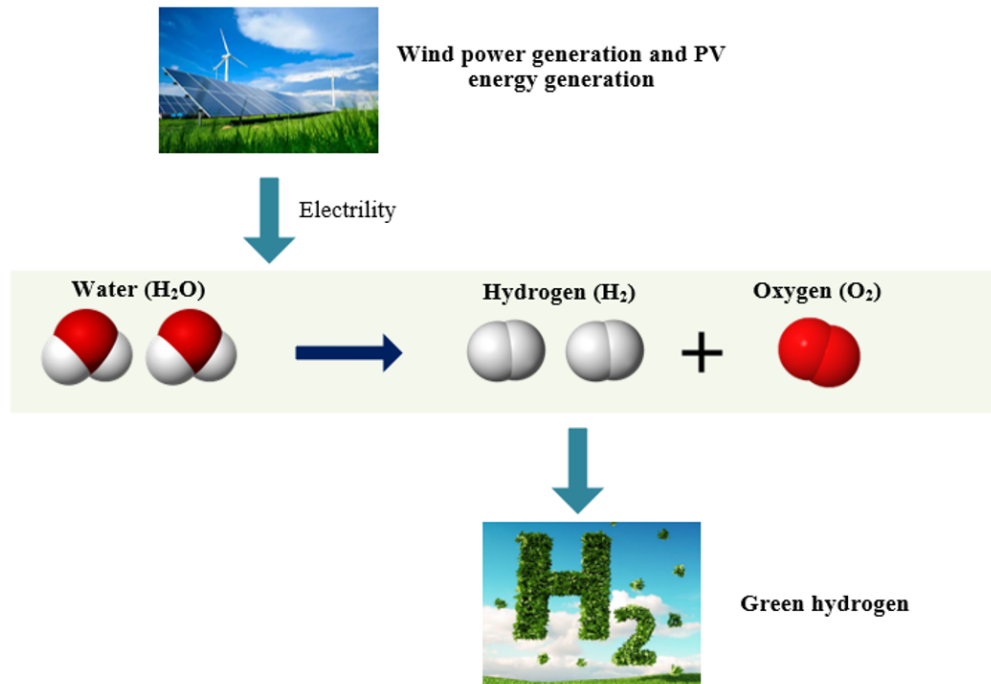 Wind power generation and PV
energy generation
Electrility
Water (H₂O)
Hydrogen (H₂)
Oxygen (O₂)
+
H₂
Green hydrogen